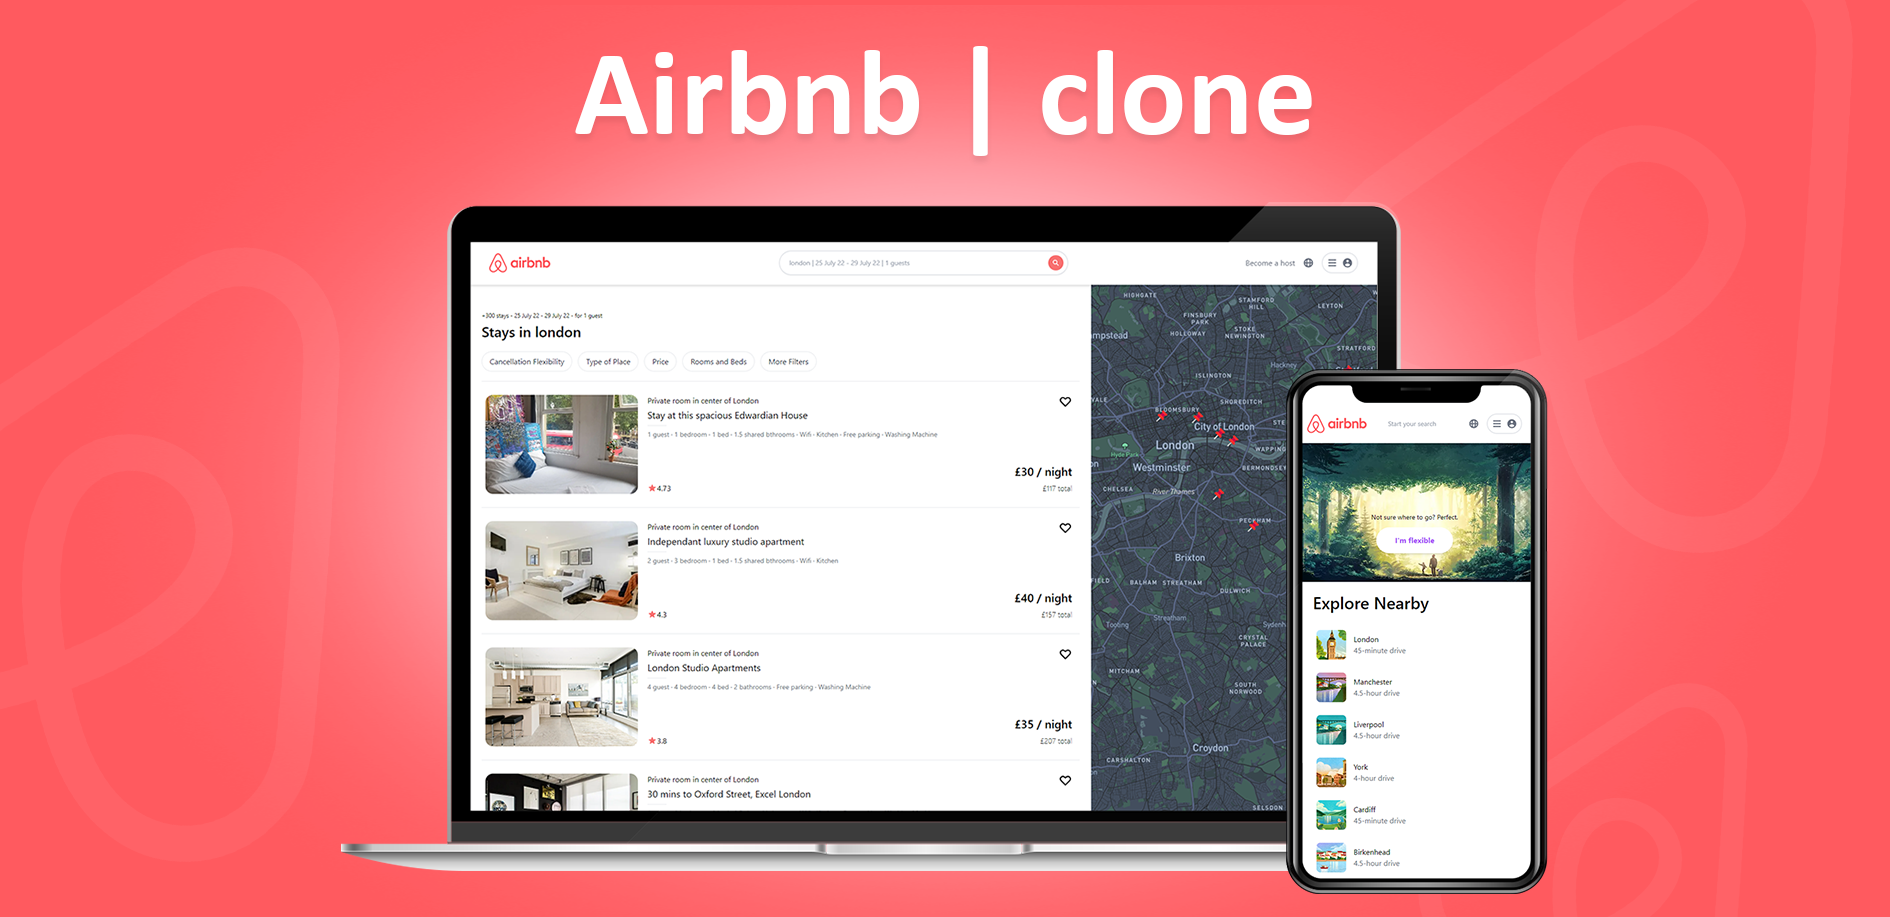 Airbnb | clone
airbnb
london | 25 July 22 - 29 July 22 | 1 guests
Become a host
+300 stays - 25 July 22 - 29 July 22 - for 1 guest
Stays in london
Cancellation Flexibility
Type of Place
Price
Rooms and Beds
More Filters
Private room in center of London
Stay at this spacious Edwardian House
1 guest - 1 bedroom - 1 bed - 1.5 shared bthrooms - Wifi - Kitchen - Free parking - Washing Machine
£30 / night
4.73
£117 total
Private room in center of London
Independant luxury studio apartment
2 guest - 3 bedroom - 1 bed - 1.5 shared bthrooms - Wifi - Kitchen
£40 / night
4.3
£157 total
Private room in center of London
London Studio Apartments
4 guest - 4 bedroom - 4 bed - 2 bathrooms - Free parking - Washing Machine
£35 / night
3.8
£207 total
Private room in center of London
30 mins to Oxford Street, Excel London
HIGHGATE
STAMFORD
HILL
LEYTON
FINSBURY
PARK
HOLLOWAY
STOKE
NEWINGTON
mpstead
STRATFORD
Hackney
ISLINGTON
VALE
SHOREDITCH
BLOOMSBURY
City of London
STE
London
Hyde Park
WAPPING
Westminster
BERMONDSEY
CHELSEA
River Thames
PECKHAM
Brixton
FIELD
BALHAM
STREATHAM
DULWICH
Tooting
Streatham
Sydenh
CRYSTAL
PALACE
MITCHAM
SOUTH
NORWOOD
Croydon
CARSHALTON
SELSDON
airbnb
Start your search
Not sure where to go? Perfect.
I'm flexible
Explore Nearby
London
45-minute drive
Manchester
4.5-hour drive
Liverpool
4.5-hour drive
York
4-hour drive
Cardiff
45-minute drive
Birkenhead
4.5-hour drive